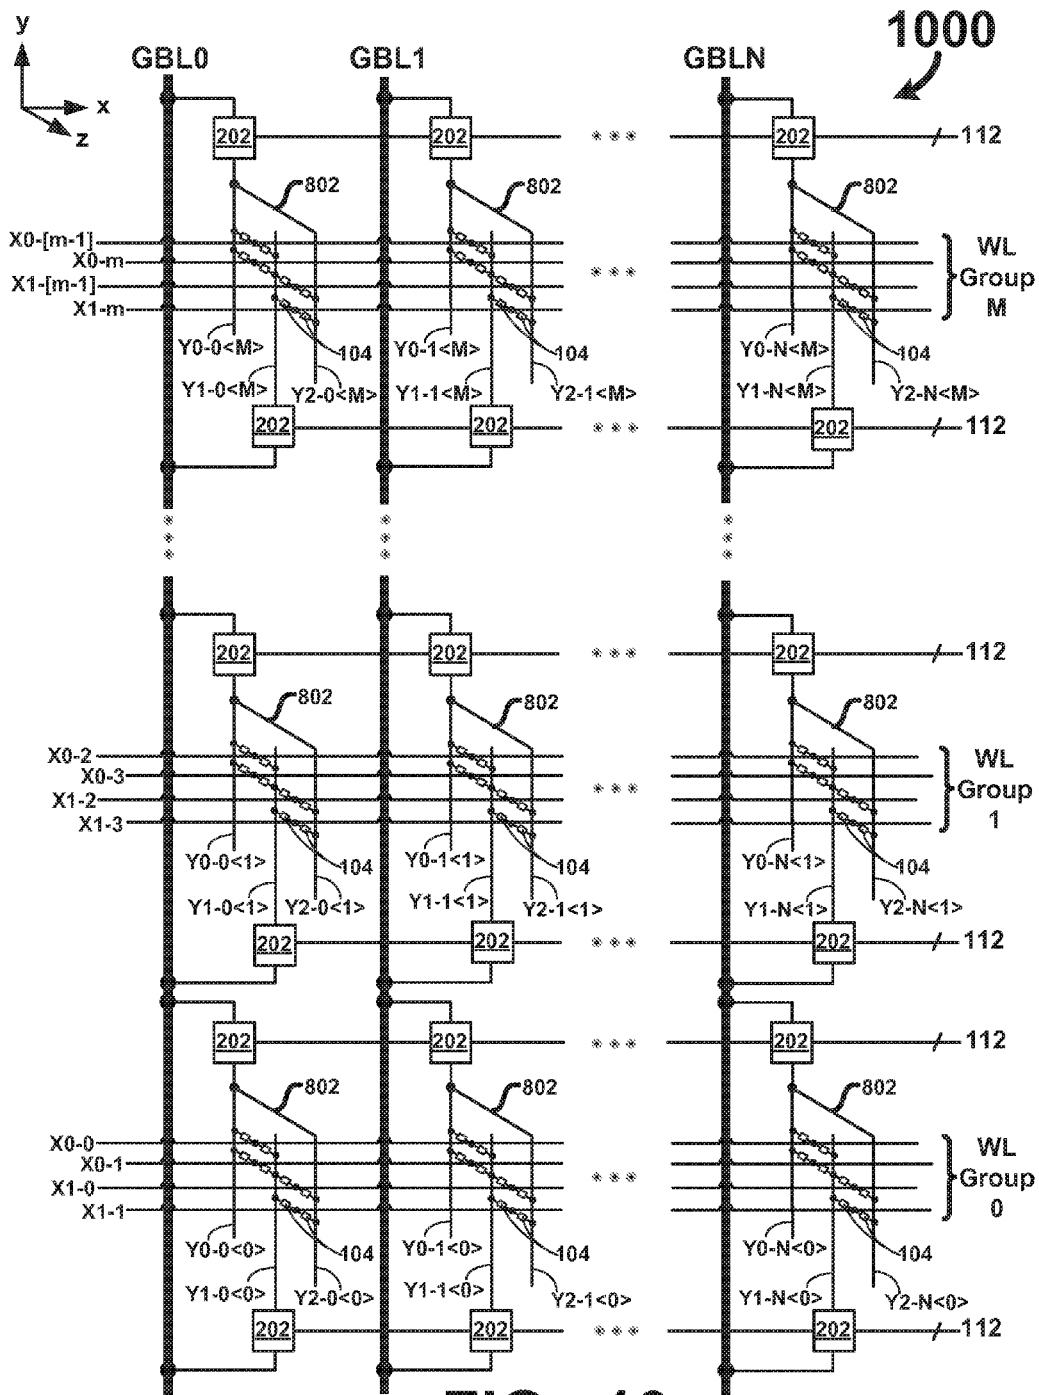 y
x
z
1000
GBL0 GBL1 GBLN
202 202 202 112
802 802 802
X0-[m-1]
X0-m
X1-[m-1]
X1-m
WL
Group
M
Y0-0<M> 104 Y0-1<M> 104 Y0-N<M> 104
Y1-0<M> Y2-0<M> Y1-1<M> Y2-1<M> Y1-N<M> Y2-N<M>
202 202 202 112
202 202 202 112
802 802 802
X0-2
X0-3
X1-2
X1-3
WL
Group
1
Y0-0<1> 104 Y0-1<1> 104 Y0-N<1> 104
Y1-0<1> Y2-0<1> Y1-1<1> Y2-1<1> Y1-N<1> Y2-N<1>
202 202 202 112
202 202 202 112
802 802 802
X0-0
X0-1
X1-0
X1-1
WL
Group
0
Y0-0<0> 104 Y0-1<0> 104 Y0-N<0> 104
Y1-0<0> Y2-0<0> Y1-1<0> Y2-1<0> Y1-N<0> Y2-N<0>
202 202 202 112